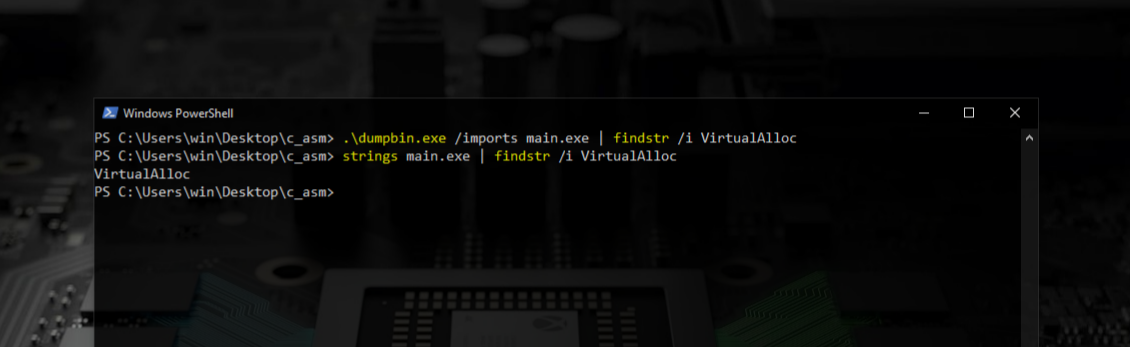 Windows PowerShell
PS C:\Users\win\Desktop\c_asm> .\dumpbin.exe /imports main.exe | findstr /i VirtualAlloc
PS C:\Users\win\Desktop\c_asm> strings main.exe | findstr /i VirtualAlloc
VirtualAlloc
PS C:\Users\win\Desktop\c_asm>